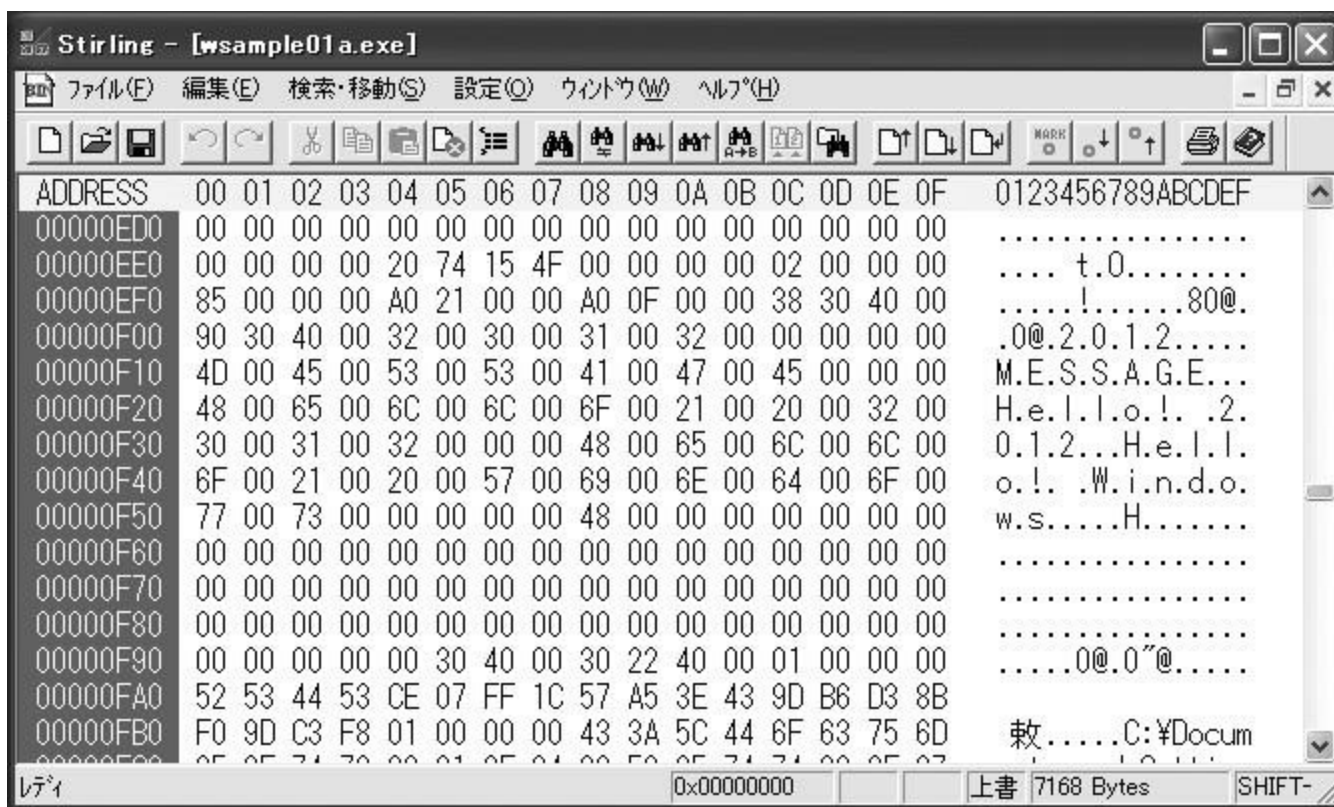 Stirling - [wsample01a.exe]
ファイル(F) 編集(E) 検索・移動(S) 設定(O) ウィンドウ(W) ヘルプ(H)
ADDRESS 00 01 02 03 04 05 06 07 08 09 0A 0B 0C 0D 0E 0F 0123456789ABCDEF
00000ED0 00 00 00 00 00 00 00 00 00 00 00 00 00 00 00 00 ................
00000EE0 00 00 00 00 20 74 15 4F 00 00 00 00 02 00 00 00 .... t.O........
00000EF0 85 00 00 00 A0 21 00 00 A0 0F 00 00 38 30 40 00 .....!......80@.
00000F00 90 30 40 00 32 00 30 00 31 00 32 00 00 00 00 00 .0@.2.0.1.2.....
00000F10 4D 00 45 00 53 00 53 00 41 00 47 00 45 00 00 00 M.E.S.S.A.G.E...
00000F20 48 00 65 00 6C 00 6C 00 6F 00 21 00 20 00 32 00 H.e.l.l.o.!. .2.
00000F30 30 00 31 00 32 00 00 00 48 00 65 00 6C 00 6C 00 0.1.2...H.e.l.l.
00000F40 6F 00 21 00 20 00 57 00 69 00 6E 00 64 00 6F 00 o.!. .W.i.n.d.o.
00000F50 77 00 73 00 00 00 00 00 48 00 00 00 00 00 00 00 w.s.....H.......
00000F60 00 00 00 00 00 00 00 00 00 00 00 00 00 00 00 00 ................
00000F70 00 00 00 00 00 00 00 00 00 00 00 00 00 00 00 00 ................
00000F80 00 00 00 00 00 00 00 00 00 00 00 00 00 00 00 00 ................
00000F90 00 00 00 00 00 30 40 00 30 22 40 00 01 00 00 00 .....0@.0"@.....
00000FA0 52 53 44 53 CE 07 FF 1C 57 A5 3E 43 9D B6 D3 8B
00000FB0 F0 9D C3 F8 01 00 00 00 43 3A 5C 44 6F 63 75 6D 敕.....C:¥Docum
レディ 0x00000000 上書 7168 Bytes SHIFT-